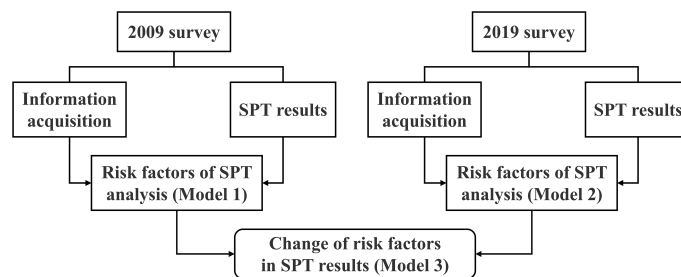 2009 survey
2019 survey
Information
acquisition
SPT results
Information
acquisition
SPT results
Risk factors of SPT
analysis (Model 1)
Risk factors of SPT
analysis (Model 2)
Change of risk factors
in SPT results (Model 3)